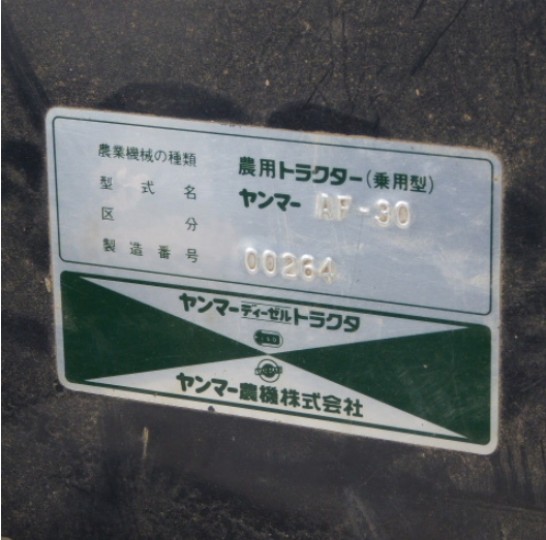 農業機械の種類 農用トラクター(乗用型)
型式名 ヤンマー AF-30
区分
製造番号 00264
ヤンマーディーゼルトラクタ
ヤンマー農機株式会社